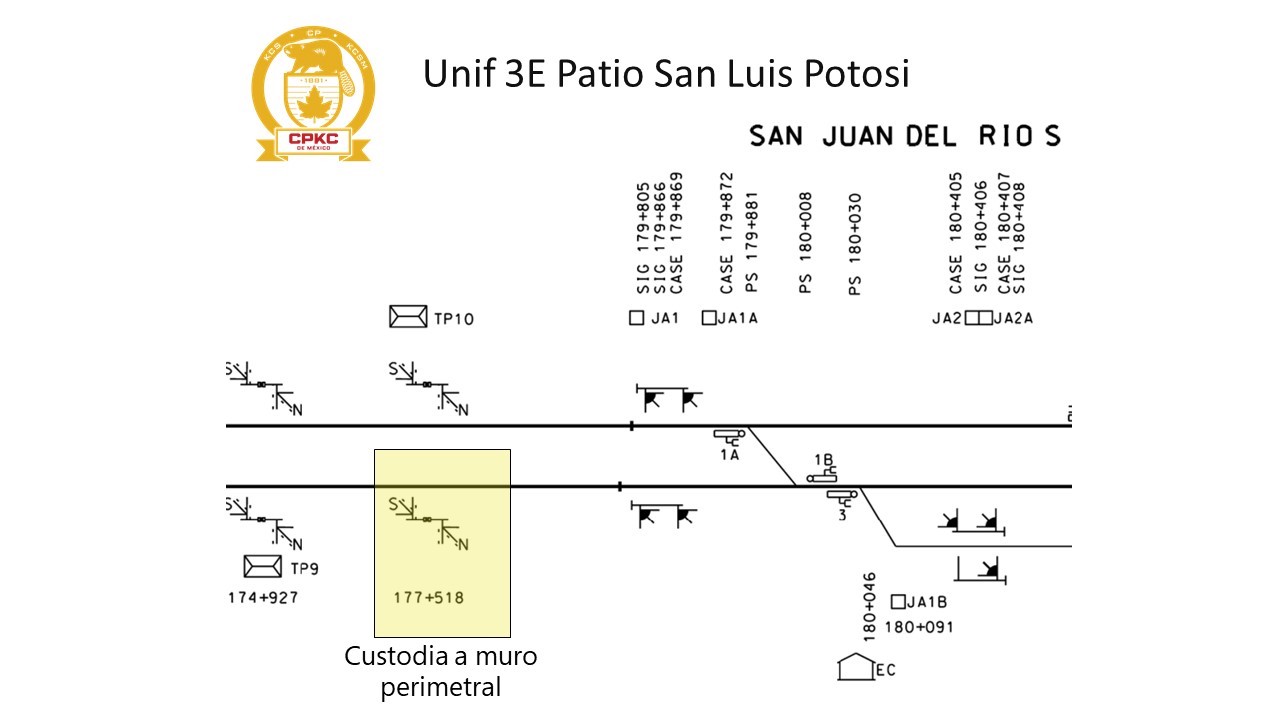 KCS • CP • KCSM
1881
CPKC
DE MÉXICO
Unif 3E Patio San Luis Potosi
SAN JUAN DEL RIO S
SIG 179+805
SIG 179+866
CASE 179+869
CASE 179+872
PS 179+881
PS 180+008
PS 180+030
CASE 180+405
SIG 180+406
CASE 180+407
SIG 180+408
TP10
JA1
JA1A
JA2
JA2A
S
N
S
N
1A
1B
3
S
N
S
N
TP9
174+927
177+518
180+046
JA1B
180+091
EC
Custodia a muro
perimetral